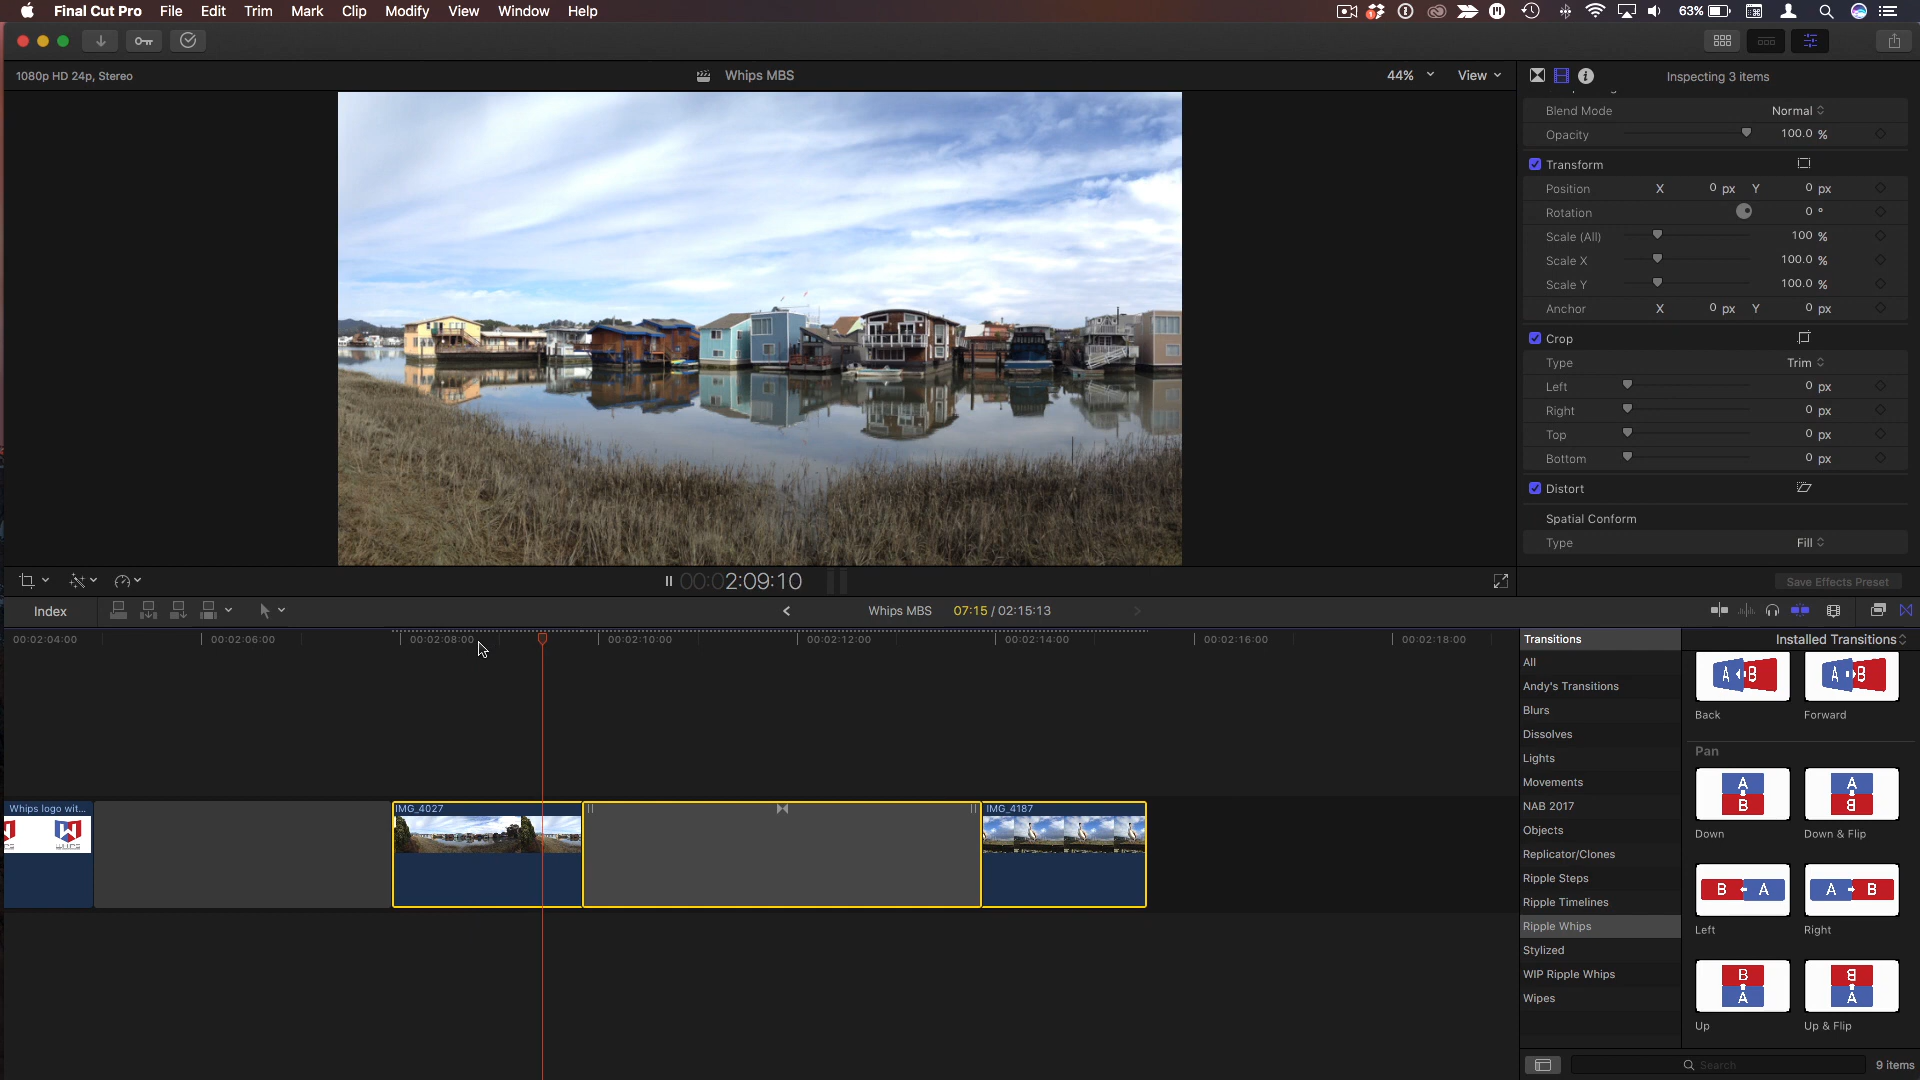 Final Cut Pro File Edit Trim Mark Clip Modify View Window Help 63%
1080p HD 24p, Stereo
Whips MBS
44% View
Inspecting 3 items
Blend Mode Normal
Opacity 100.0 %
Transform
Position X 0 px Y 0 px
Rotation 0 °
Scale (All) 100 %
Scale X 100.0 %
Scale Y 100.0 %
Anchor X 0 px Y 0 px
Crop
Type Trim
Left 0 px
Right 0 px
Top 0 px
Bottom 0 px
Distort
Spatial Conform
Type Fill
00:02:09:10
Save Effects Preset
Index
Whips MBS 07:15 / 02:15:13
00:02:04:00 00:02:06:00 00:02:08:00 00:02:10:00 00:02:12:00 00:02:14:00 00:02:16:00 00:02:18:00
Whips logo wit...
IMG_4027
IMG_4187
Transitions
All
Andy's Transitions
Blurs
Dissolves
Lights
Movements
NAB 2017
Objects
Replicator/Clones
Ripple Steps
Ripple Timelines
Ripple Whips
Stylized
WIP Ripple Whips
Wipes
Installed Transitions
A B A B
Back Forward
Pan
A A
B B
Down Down & Flip
B A A B
Left Right
B B
A A
Up Up & Flip
Search
9 items